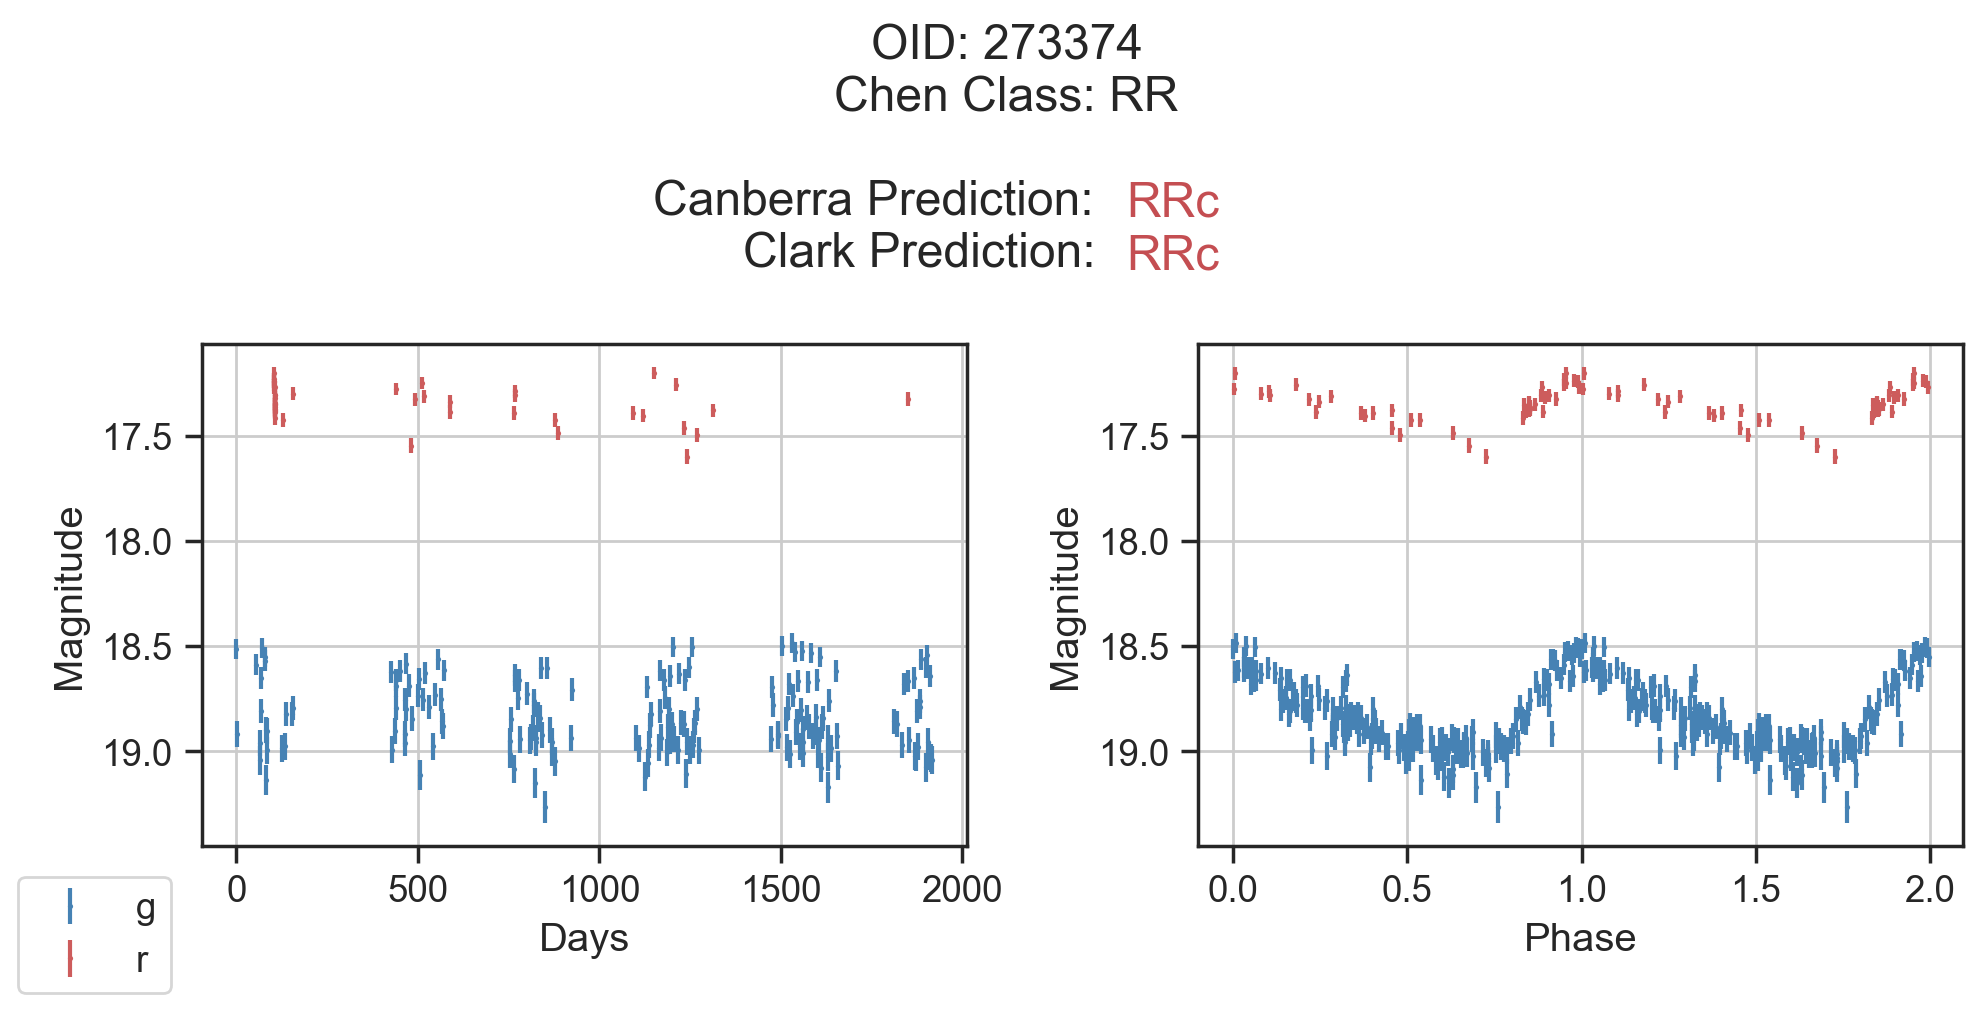 OID: 273374
Chen Class: RR
Canberra Prediction: RRc
Clark Prediction: RRc
Magnitude
17.5
18.0
18.5
19.0
0 500 1000 1500 2000
Days
Magnitude
17.5
18.0
18.5
19.0
0.0 0.5 1.0 1.5 2.0
Phase
g
r